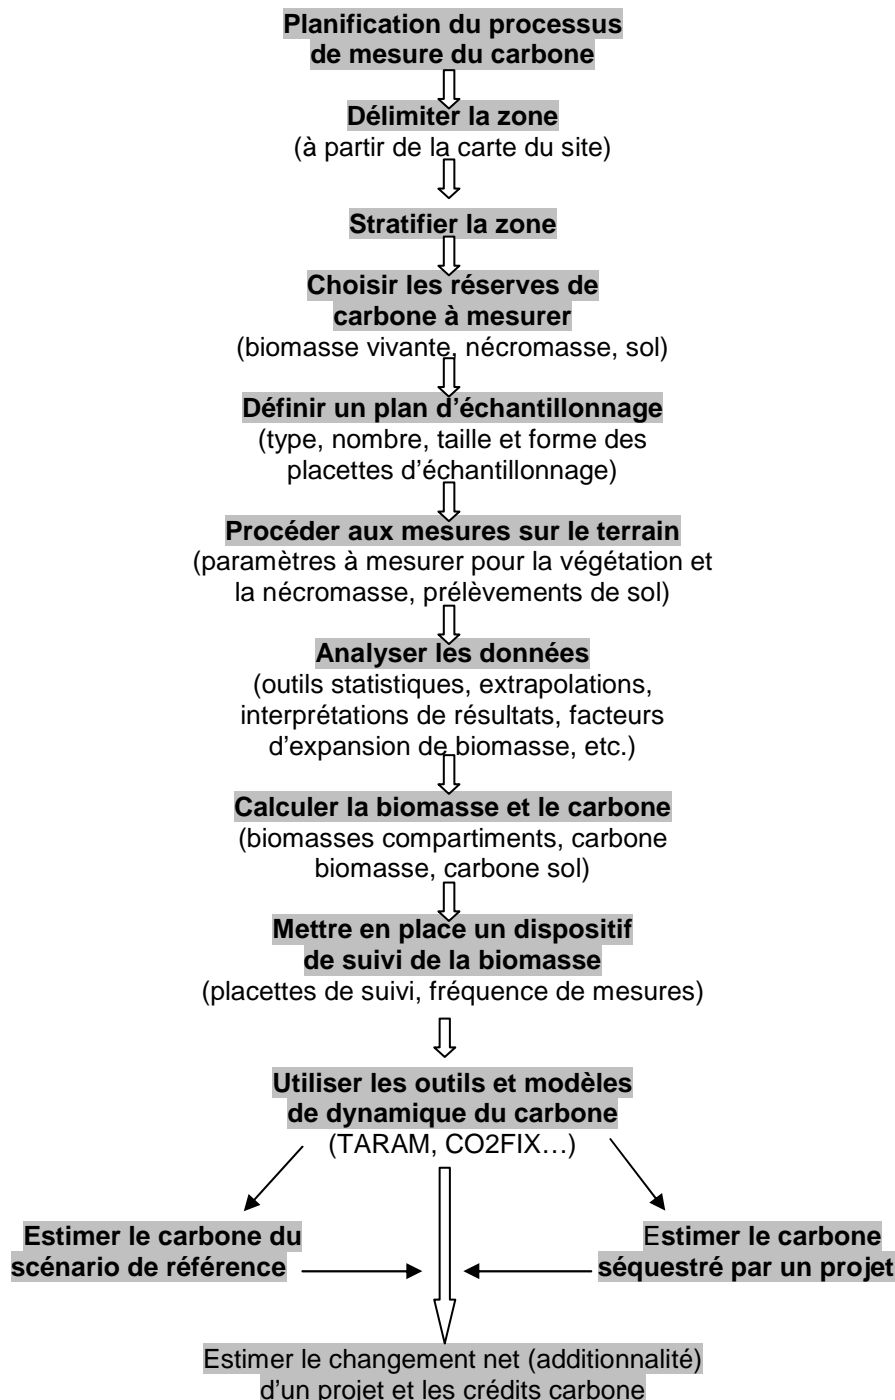 Planification du processus
de mesure du carbone
Délimiter la zone
(à partir de la carte du site)
Stratifier la zone
Choisir les réserves de
carbone à mesurer
(biomasse vivante, nécromasse, sol)
Définir un plan d’échantillonnage
(type, nombre, taille et forme des
placettes d’échantillonnage)
Procéder aux mesures sur le terrain
(paramètres à mesurer pour la végétation et
la nécromasse, prélèvements de sol)
Analyser les données
(outils statistiques, extrapolations,
interprétations de résultats, facteurs
d’expansion de biomasse, etc.)
Calculer la biomasse et le carbone
(biomasses compartiments, carbone
biomasse, carbone sol)
Mettre en place un dispositif
de suivi de la biomasse
(placettes de suivi, fréquence de mesures)
Utiliser les outils et modèles
de dynamique du carbone
(TARAM, CO2FIX…)
Estimer le carbone du
scénario de référence
Estimer le carbone
séquestré par un projet
Estimer le changement net (additionnalité)
d’un projet et les crédits carbone